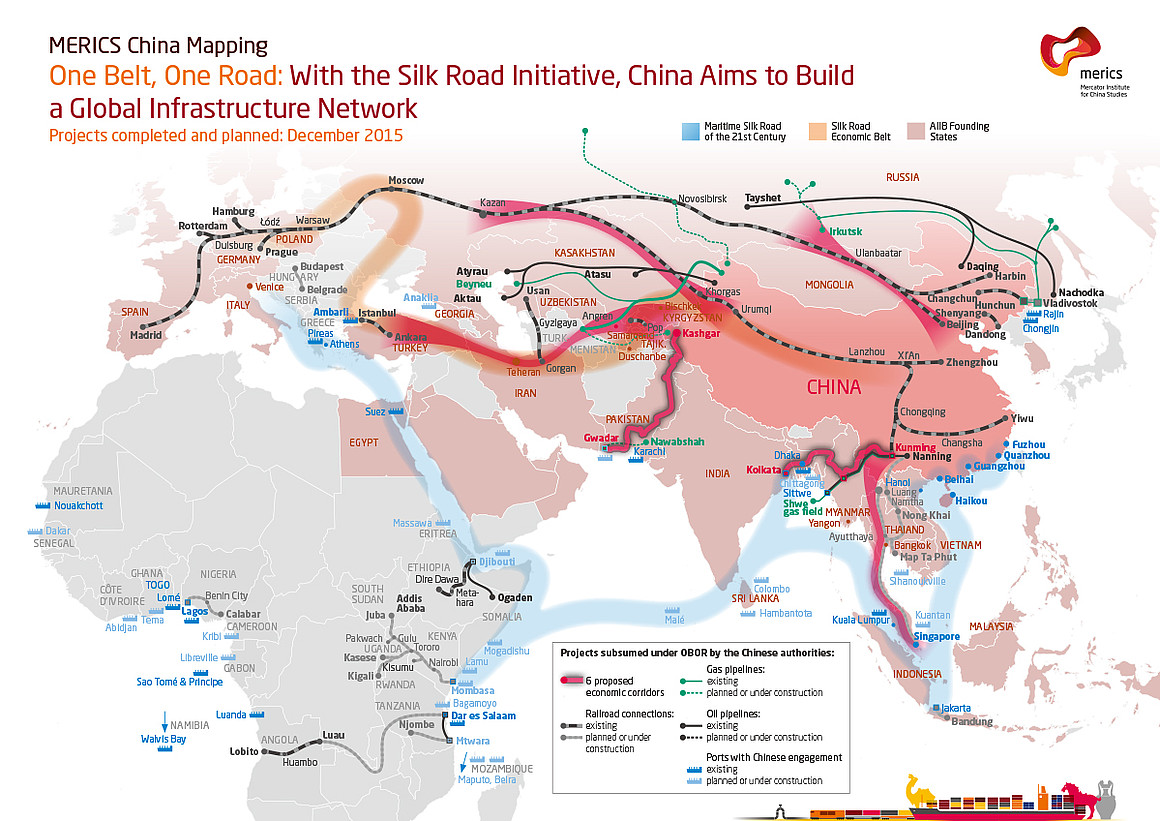 MERICS China Mapping
One Belt, One Road: With the Silk Road Initiative, China Aims to Build
a Global Infrastructure Network
Projects completed and planned: December 2015
merics
Mercator Institute
for China Studies
Maritime Silk Road
of the 21st Century
Silk Road
Economic Belt
AIIB Founding
States
Moscow
RUSSIA
Kazan
Novosibirsk
Tayshet
Hamburg
Rotterdam
Łódź
Warsaw
Duisburg
POLAND
Prague
GERMANY
Irkutsk
Ulanbaatar
KASAKHSTAN
Budapest
HUNGARY
Belgrade
SERBIA
Venice
ITALY
Atyrau
Beyneu
Aktau
Atasu
Khorgas
Usan
UZBEKISTAN
Daqing
Harbin
MONGOLIA
Changchun
Hunchun
Nachodka
Vladivostok
Shenyang
Rajin
Chongjin
Beijing
Dandong
SPAIN
Madrid
Anaklia
GEORGIA
Ambarli
Istanbul
GREECE
Pireas
Athens
Ankara
TURKEY
Gyzlgaya
Angren
Bischkek
KYRGYZSTAN
Urumqi
Pop
Samarqand
TAJIK.
Duschanbe
TURK
MENISTAN
Kashgar
Teheran
Gorgan
IRAN
Lanzhou
XI'An
Zhengzhou
CHINA
Chongqing
Yiwu
Changsha
Suez
EGYPT
PAKISTAN
Gwadar
Nawabshah
Karachi
INDIA
Dhaka
Kolkata
Chittagong
Sittwe
Shwe
gas field
MYANMAR
Yangon
Kunming
Nanning
Fuzhou
Quanzhou
Guangzhou
Beihai
Haikou
Hanoi
Luang
Namtha
Nong Khai
THAILAND
Ayutthaya
Bangkok
VIETNAM
Map Ta Phut
Sihanoukville
MAURETANIA
Nouakchott
Dakar
SENEGAL
Massawa
ERITREA
Djibouti
ETHIOPIA
Dire Dawa
Meta-
hara
Ogaden
Addis
Ababa
SOMALIA
GHANA
TOGO
NIGERIA
CÔTE
D'IVROIRE
Lomé
Benin City
Lagos
Tema
Abidjan
Calabar
CAMEROON
Kribi
Libreville
GABON
Sao Tomé & Príncipe
SOUTH
SUDAN
Juba
Pakwach
Gulu
KENYA
UGANDA
Tororo
Kasese
Kisumu
Nairobi
Kigali
RWANDA
Lamu
Mogadishu
Mombasa
Bagamoyo
TANZANIA
Dar es Salaam
Njombe
Mtwara
Luanda
NAMIBIA
Walvis Bay
ANGOLA
Lobito
Luau
Huambo
MOZAMBIQUE
Maputo, Beira
Colombo
SRI LANKA
Hambantota
Malé
Kuala Lumpur
Kuantan
Singapore
MALAYSIA
INDONESIA
Jakarta
Bandung
Projects subsumed under OBOR by the Chinese authorities:
6 proposed
economic corridors
Railroad connections:
existing
planned or under
construction
Gas pipelines:
existing
planned or under construction
Oil pipelines:
existing
planned or under construction
Ports with Chinese engagement
existing
planned or under construction